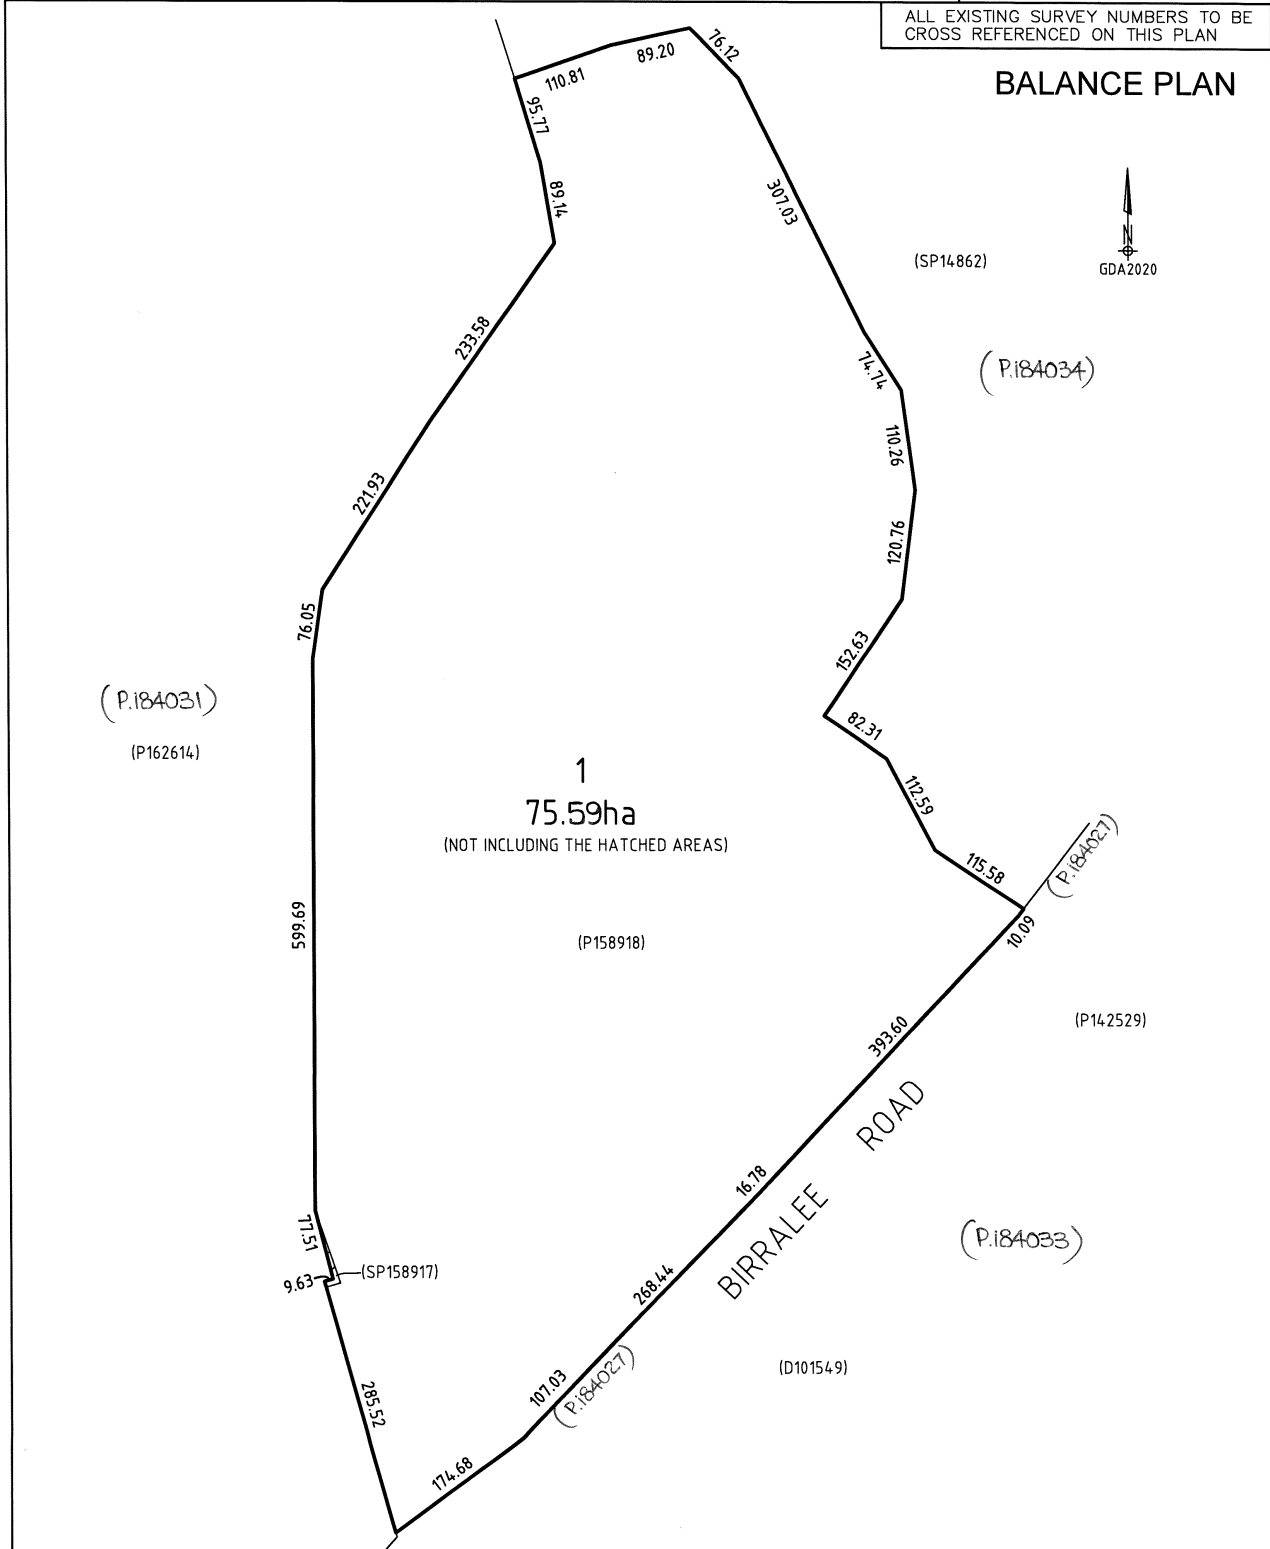 ALL EXISTING SURVEY NUMBERS TO BE
CROSS REFERENCED ON THIS PLAN
BALANCE PLAN
76.12
89.20
110.81
95.77
89.14
307.03
N
GDA2020
(SP14862)
233.58
74.74
(P.184034)
110.26
221.93
120.76
76.05
152.63
(P.184031)
82.31
(P162614)
1
75.59ha
(NOT INCLUDING THE HATCHED AREAS)
112.59
115.58
(P.184027)
599.69
(P158918)
10.09
393.60
(P142529)
BIRRALEE ROAD
16.78
77.51
(P.184033)
9.63
(SP158917)
268.44
107.03
(P.184027)
(D101549)
285.52
174.68